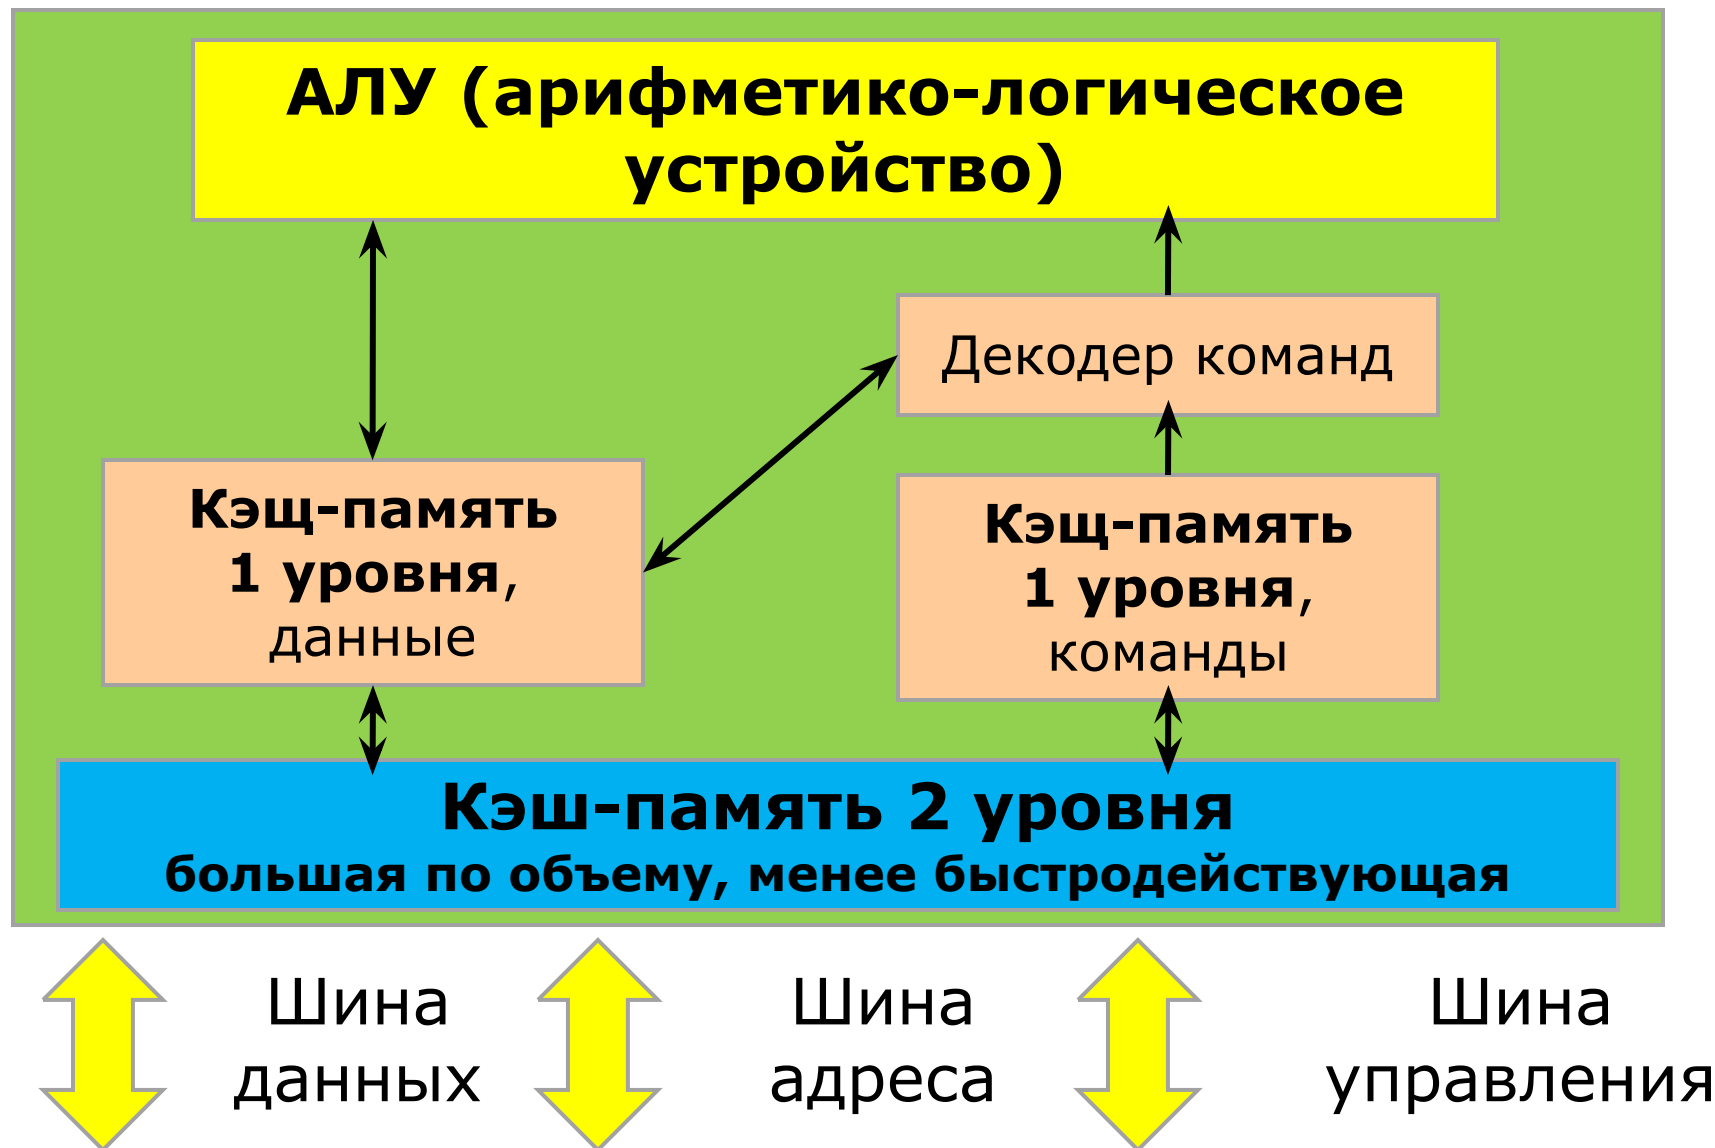 АЛУ (арифметико-логическое
устройство)
Декодер команд
Кэщ-память
1 уровня,
данные
Кэщ-память
1 уровня,
команды
Кэш-память 2 уровня
большая по объему, менее быстродействующая
Шина
данных
Шина
адреса
Шина
управления